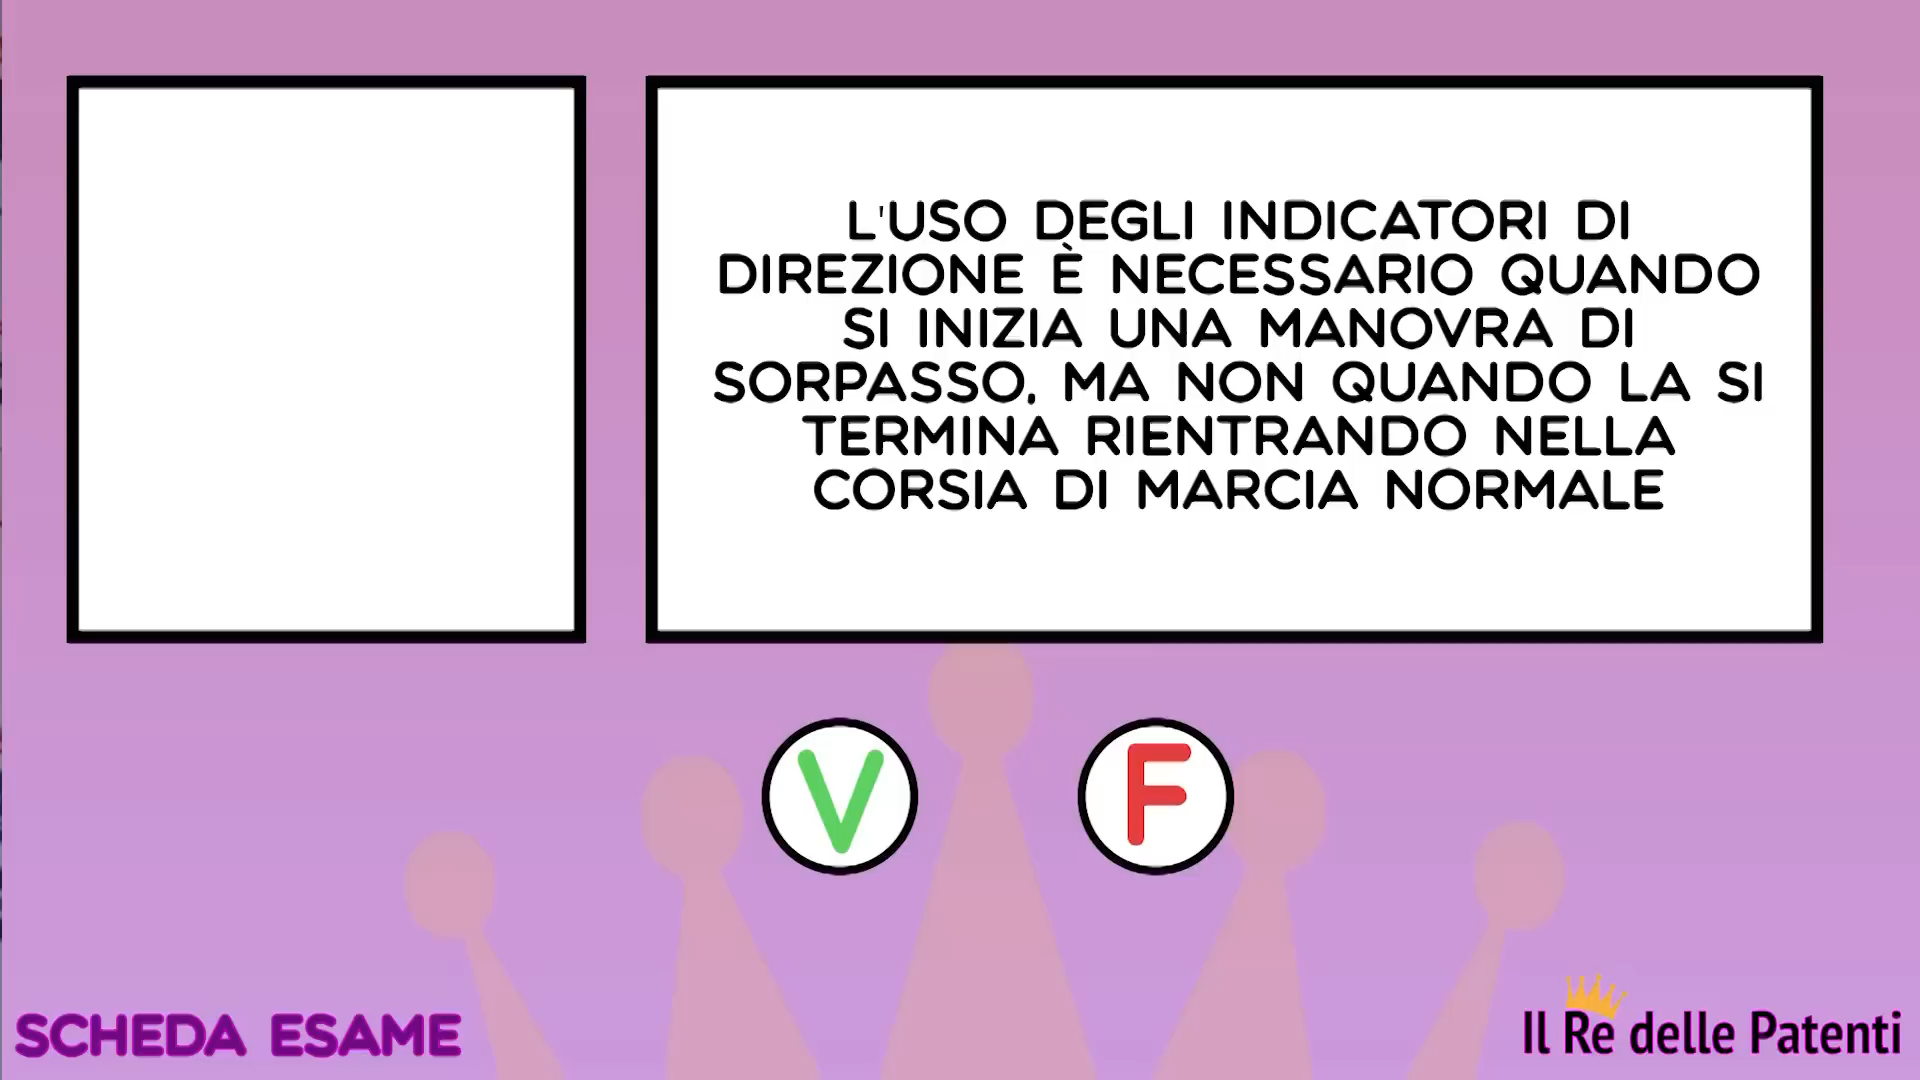 L'USO DEGLI INDICATORI DI
DIREZIONE È NECESSARIO QUANDO
SI INIZIA UNA MANOVRA DI
SORPASSO, MA NON QUANDO LA SI
TERMINA RIENTRANDO NELLA
CORSIA DI MARCIA NORMALE
V F
SCHEDA ESAME
Il Re delle Patenti